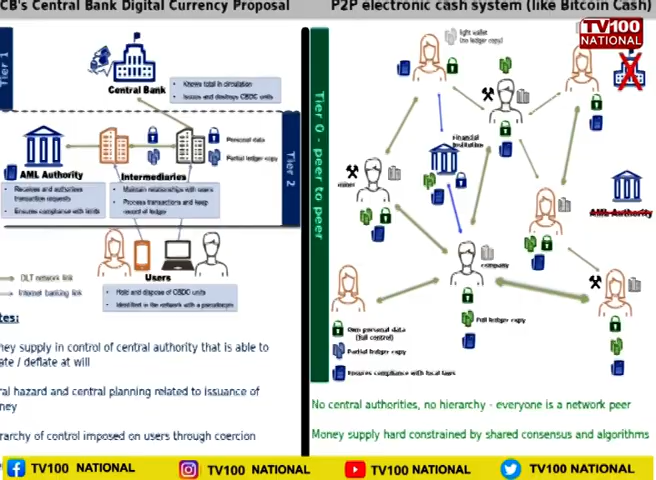 CB's Central Bank Digital Currency Proposal
P2P electronic cash system (like Bitcoin Cash)
TV100
NATIONAL
Tier 1
Central Bank
• Knows total in circulation
• Issues and destroys CBDC units
Tier 2
AML Authority
• Receives and authorises
transaction requests
• Ensures compliance with limits
Intermediaries
• Maintain relationships with users
• Process transactions and keep
record of ledger
Personal data
Partial ledger copy
Users
• Hold and dispose of CBDC units
• Identified in the network with a pseudonym
DLT network link
Internet banking link
tes:
ney supply in control of central authority that is able to
ate / deflate at will
ral hazard and central planning related to issuance of
ney
rarchy of control imposed on users through coercion
Tier 0 - peer to peer
light wallet
(no ledger copy)
Financial
Institution
miner
AML Authority
company
Full ledger copy
Own personal data
(full control)
Partial ledger copy
Ensures compliance with local laws
No central authorities, no hierarchy - everyone is a network peer
Money supply hard constrained by shared consensus and algorithms
TV100 NATIONAL
TV100 NATIONAL
TV100 NATIONAL
TV100 NATIONAL